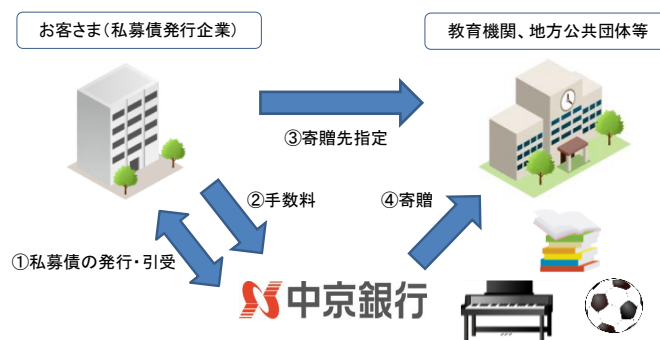 お客さま(私募債発行企業)
教育機関、地方公共団体等
③寄贈先指定
②手数料
④寄贈
①私募債の発行・引受
中京銀行